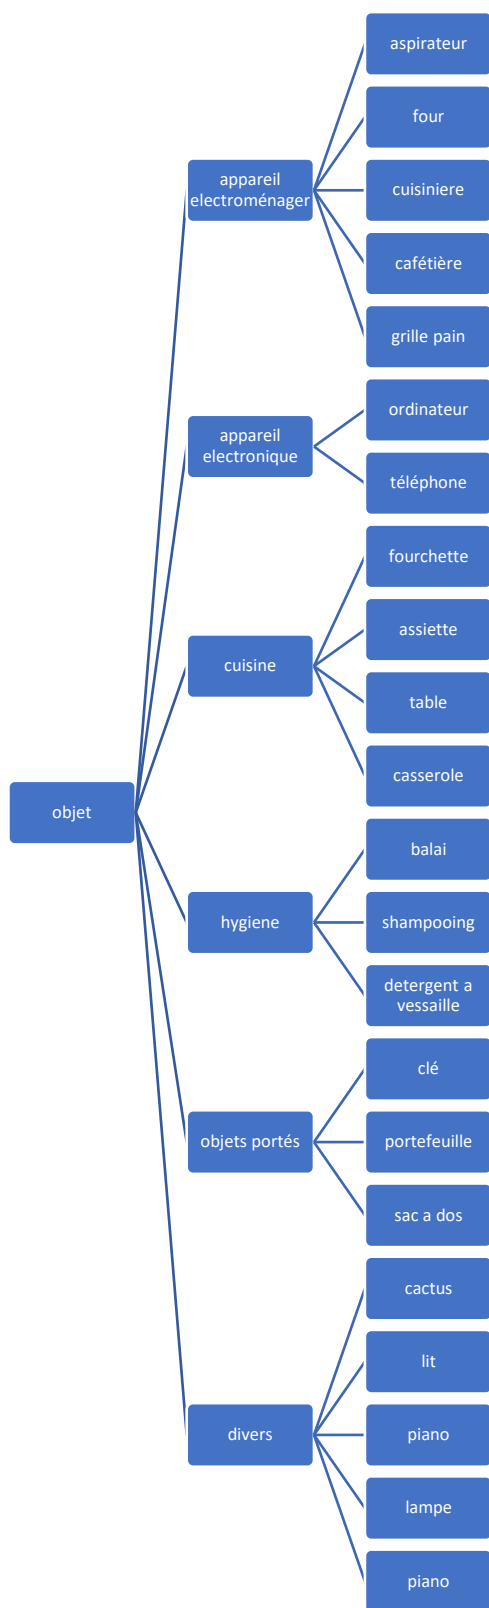 aspirateur
four
appareil
electroménager
cuisiniere
cafétière
grille pain
ordinateur
appareil
electronique
téléphone
fourchette
assiette
cuisine
table
casserole
objet
balai
hygiene
shampooing
detergent a
vessaille
clé
objets portés
portefeuille
sac a dos
cactus
lit
divers
piano
lampe
piano